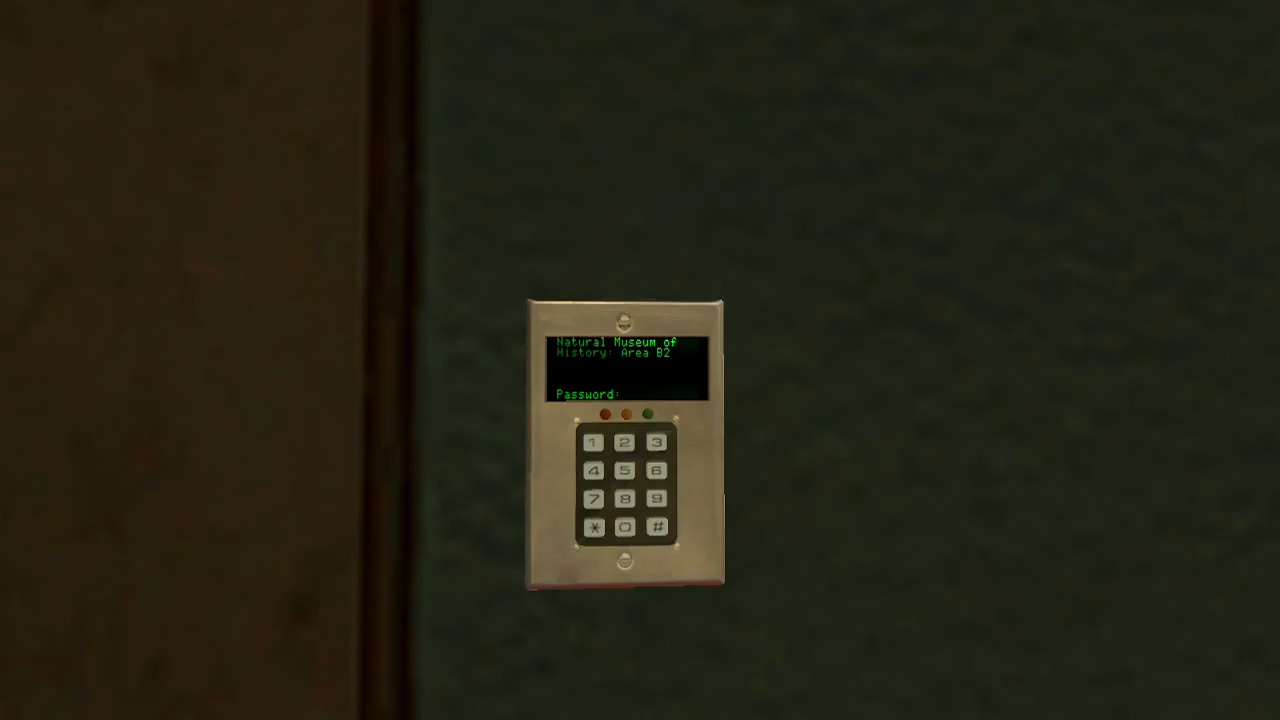 Natural Museum of
History: Area B2
Password:
1 2 3
4 5 6
7 8 9
* 0 #